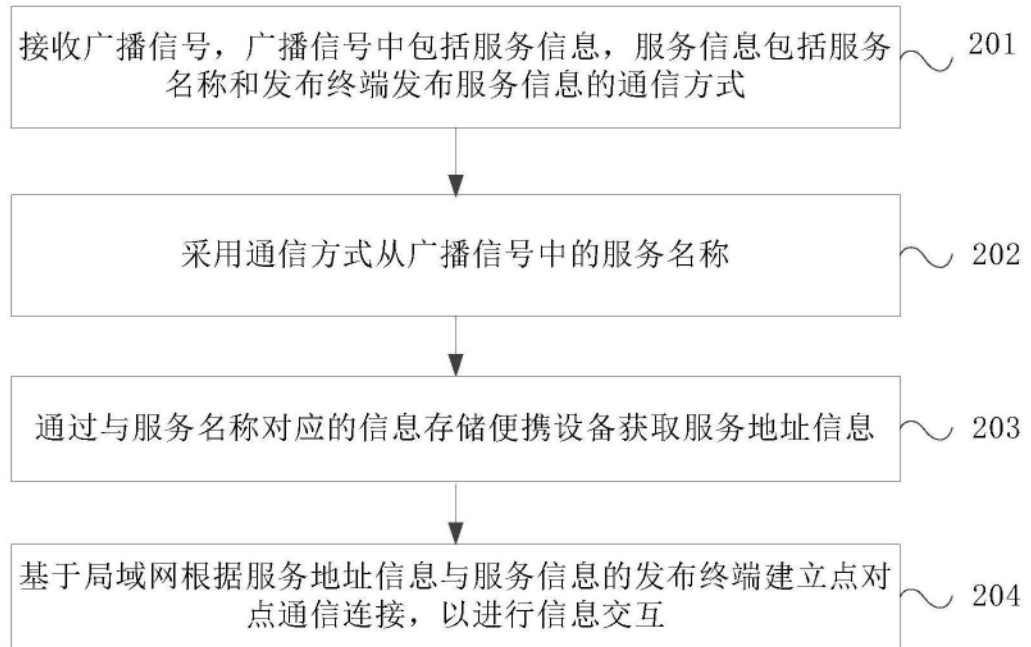 接收广播信号，广播信号中包括服务信息，服务信息包括服务
名称和发布终端发布服务信息的通信方式
201
采用通信方式从广播信号中的服务名称
202
通过与服务名称对应的信息存储便携设备获取服务地址信息
203
基于局域网根据服务地址信息与服务信息的发布终端建立点对
点通信连接，以进行信息交互
204